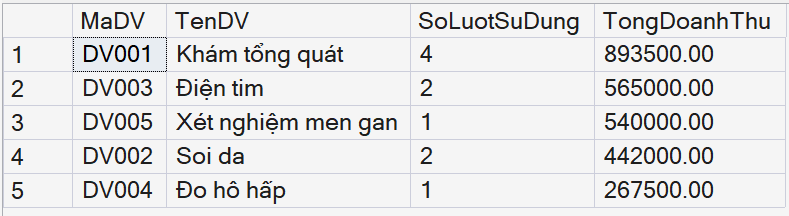 MaDV TenDV SoLuotSuDung TongDoanhThu
1 DV001 Khám tổng quát 4 893500.00
2 DV003 Điện tim 2 565000.00
3 DV005 Xét nghiệm men gan 1 540000.00
4 DV002 Soi da 2 442000.00
5 DV004 Đo hô hấp 1 267500.00